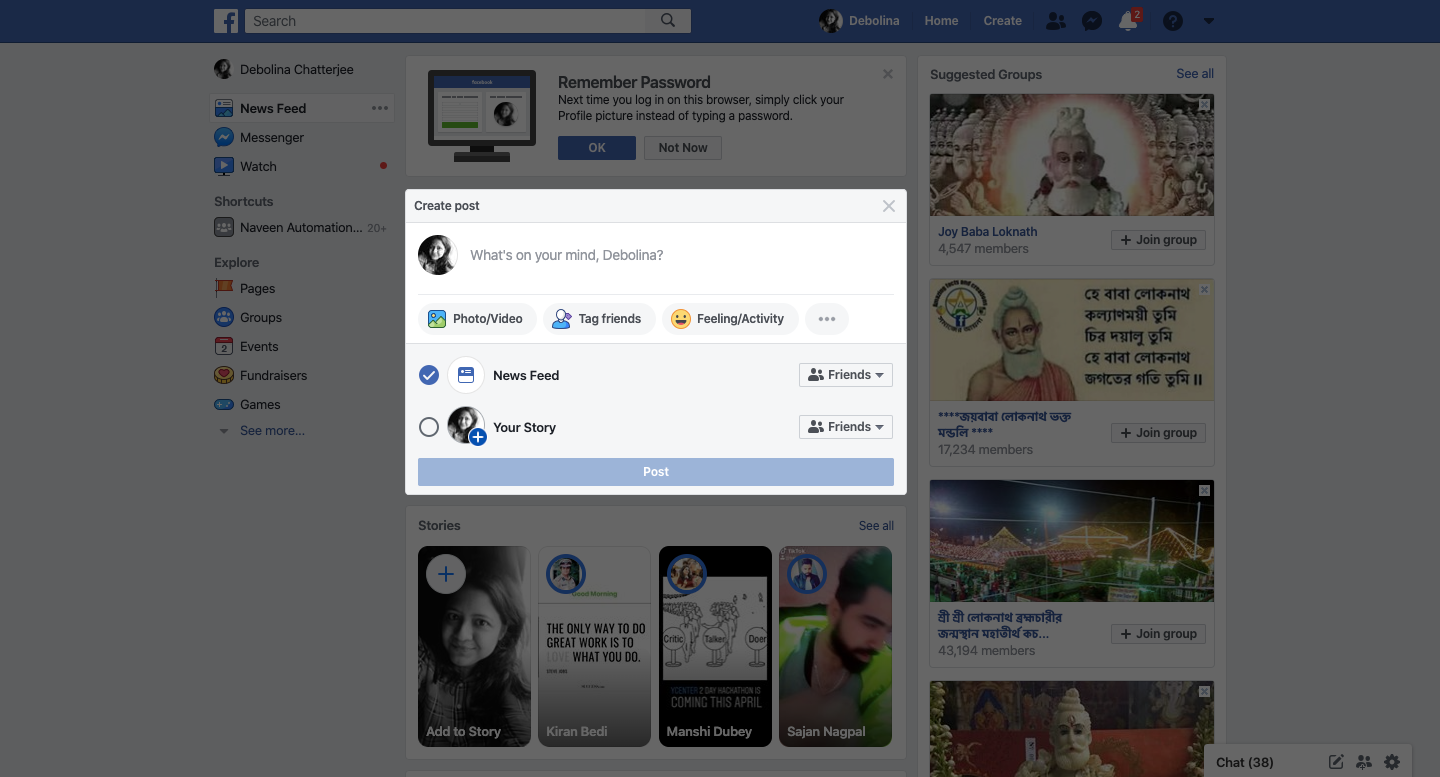 Search
Debolina
Home
Create
2
Debolina Chatterjee
News Feed
Messenger
Watch
Shortcuts
Naveen Automation... 20+
Explore
Pages
Groups
2 Events
Fundraisers
Games
See more...
facebook
Remember Password
Next time you log in on this browser, simply click your
Profile picture instead of typing a password.
OK
Not Now
Create post
What's on your mind, Debolina?
Photo/Video
Tag friends
Feeling/Activity
News Feed
Friends
Your Story
Friends
Post
Stories
See all
Add to Story
Good Morning
THE ONLY WAY TO DO
GREAT WORK IS TO
LOVE WHAT YOU DO.
STEVE JOBS
Kiran Bedi
Critic
Talker
Doer
YCENTER 2 DAY HACKATHON IS
COMING THIS APRIL
Manshi Dubey
TikTok
Sajan Nagpal
Suggested Groups
See all
Joy Baba Loknath
4,547 members
Join group
হে বাবা লোকনাথ
কল্যাণময়ী তুমি
চির দয়ালু তুমি
হে বাবা লোকনাথ
জগতের গতি তুমি ॥
****জয়বাবা লোকনাথ ভক্ত
মন্ডলি ****
17,234 members
Join group
শ্রী শ্রী লোকনাথ ব্রহ্মচারীর
জন্মস্থান মহাতীর্থ কচ...
43,194 members
Join group
Chat (38)